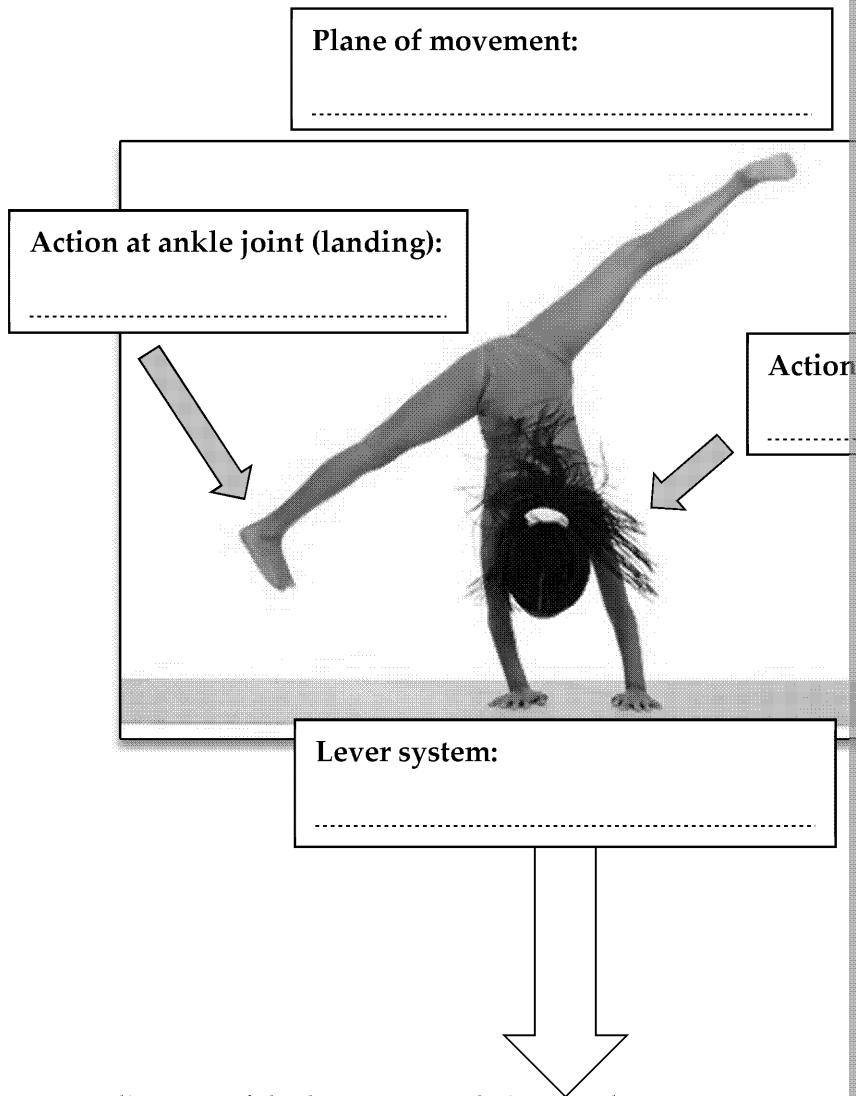 Plane of movement:
Action at ankle joint (landing):
Action
Lever system: